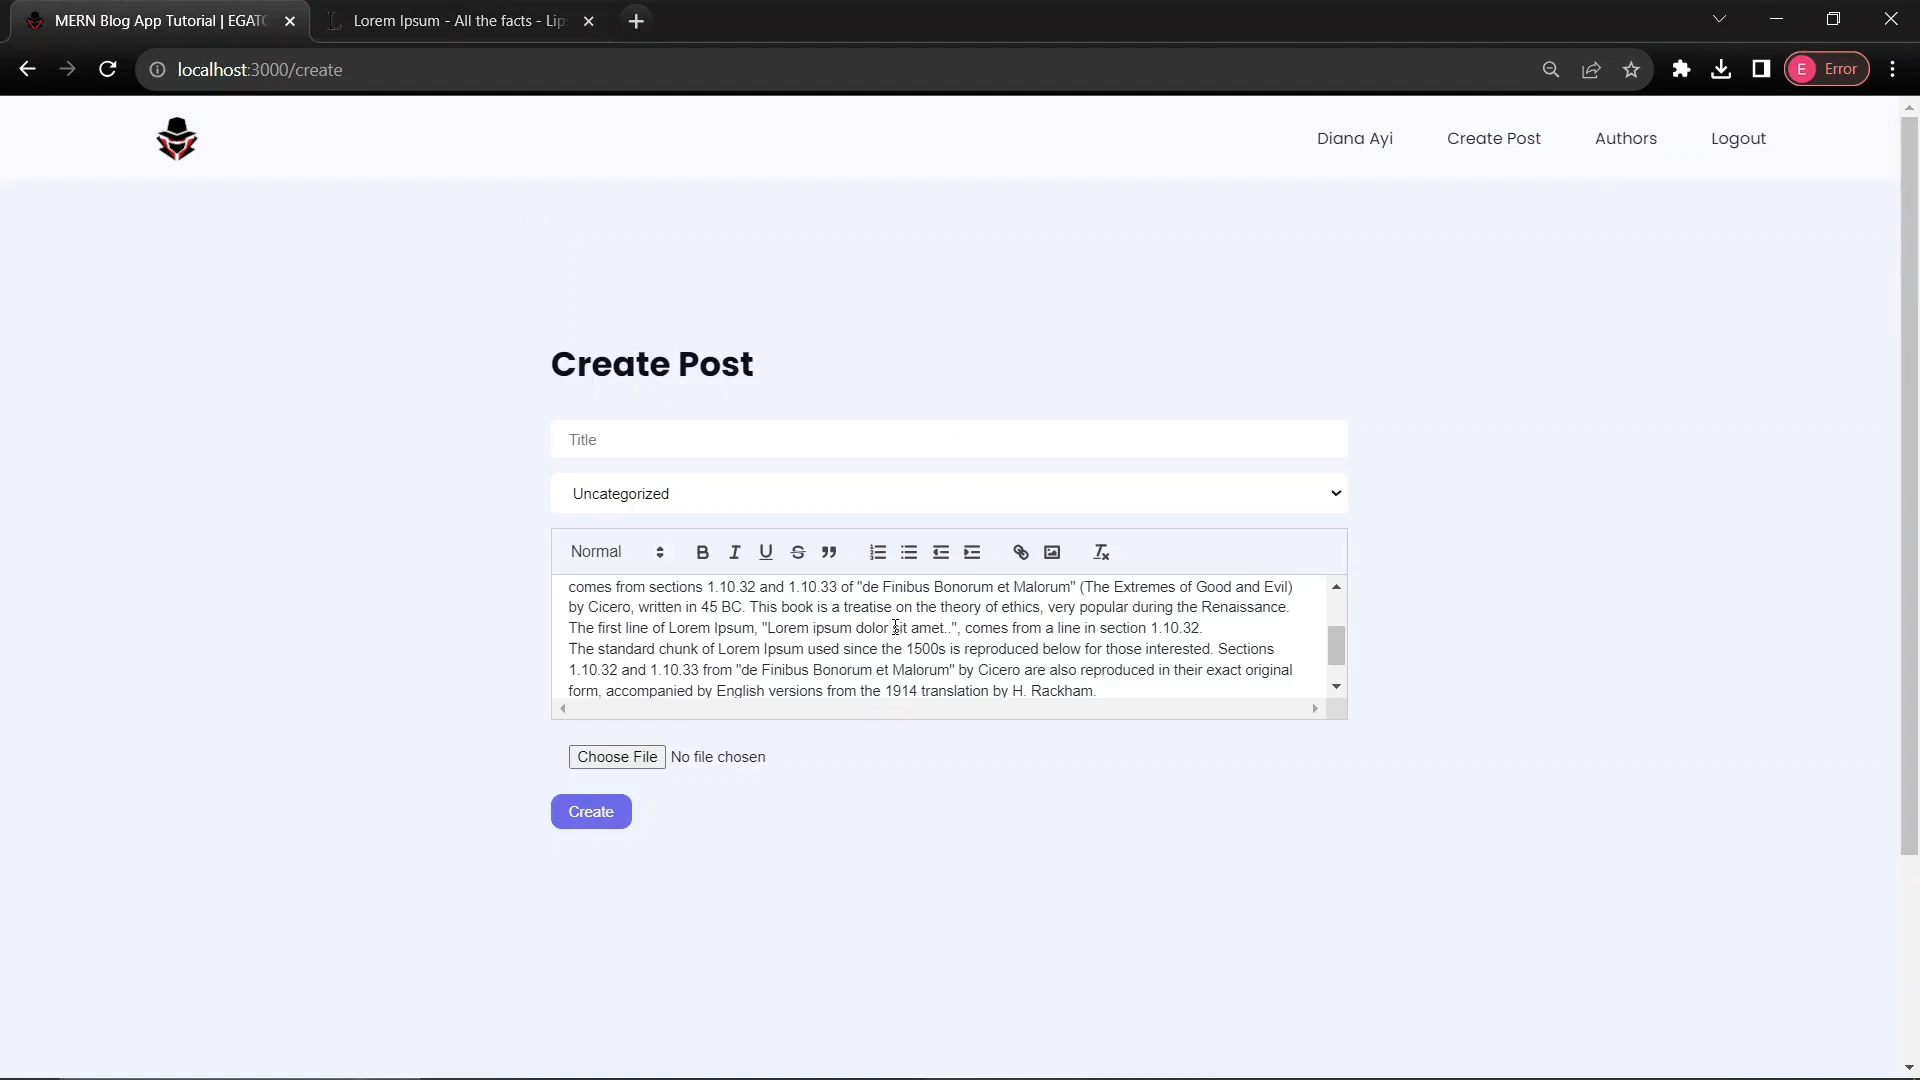 MERN Blog App Tutorial | EGATO
Lorem Ipsum - All the facts - Lip
localhost:3000/create
E Error
Diana Ayi
Create Post
Authors
Logout
Create Post
Title
Uncategorized
Normal
comes from sections 1.10.32 and 1.10.33 of "de Finibus Bonorum et Malorum" (The Extremes of Good and Evil)
by Cicero, written in 45 BC. This book is a treatise on the theory of ethics, very popular during the Renaissance.
The first line of Lorem Ipsum, "Lorem ipsum dolor sit amet..", comes from a line in section 1.10.32.
The standard chunk of Lorem Ipsum used since the 1500s is reproduced below for those interested. Sections
1.10.32 and 1.10.33 from "de Finibus Bonorum et Malorum" by Cicero are also reproduced in their exact original
form, accompanied by English versions from the 1914 translation by H. Rackham.
Choose File No file chosen
Create